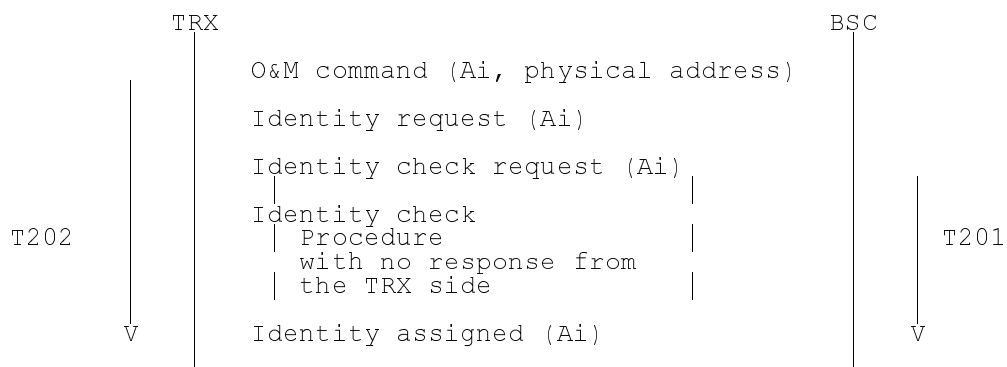 TRX BSC
O&M command (Ai, physical address)
Identity request (Ai)
Identity check request (Ai)
Identity check
T202 Procedure T201
with no response from
the TRX side
V Identity assigned (Ai) V